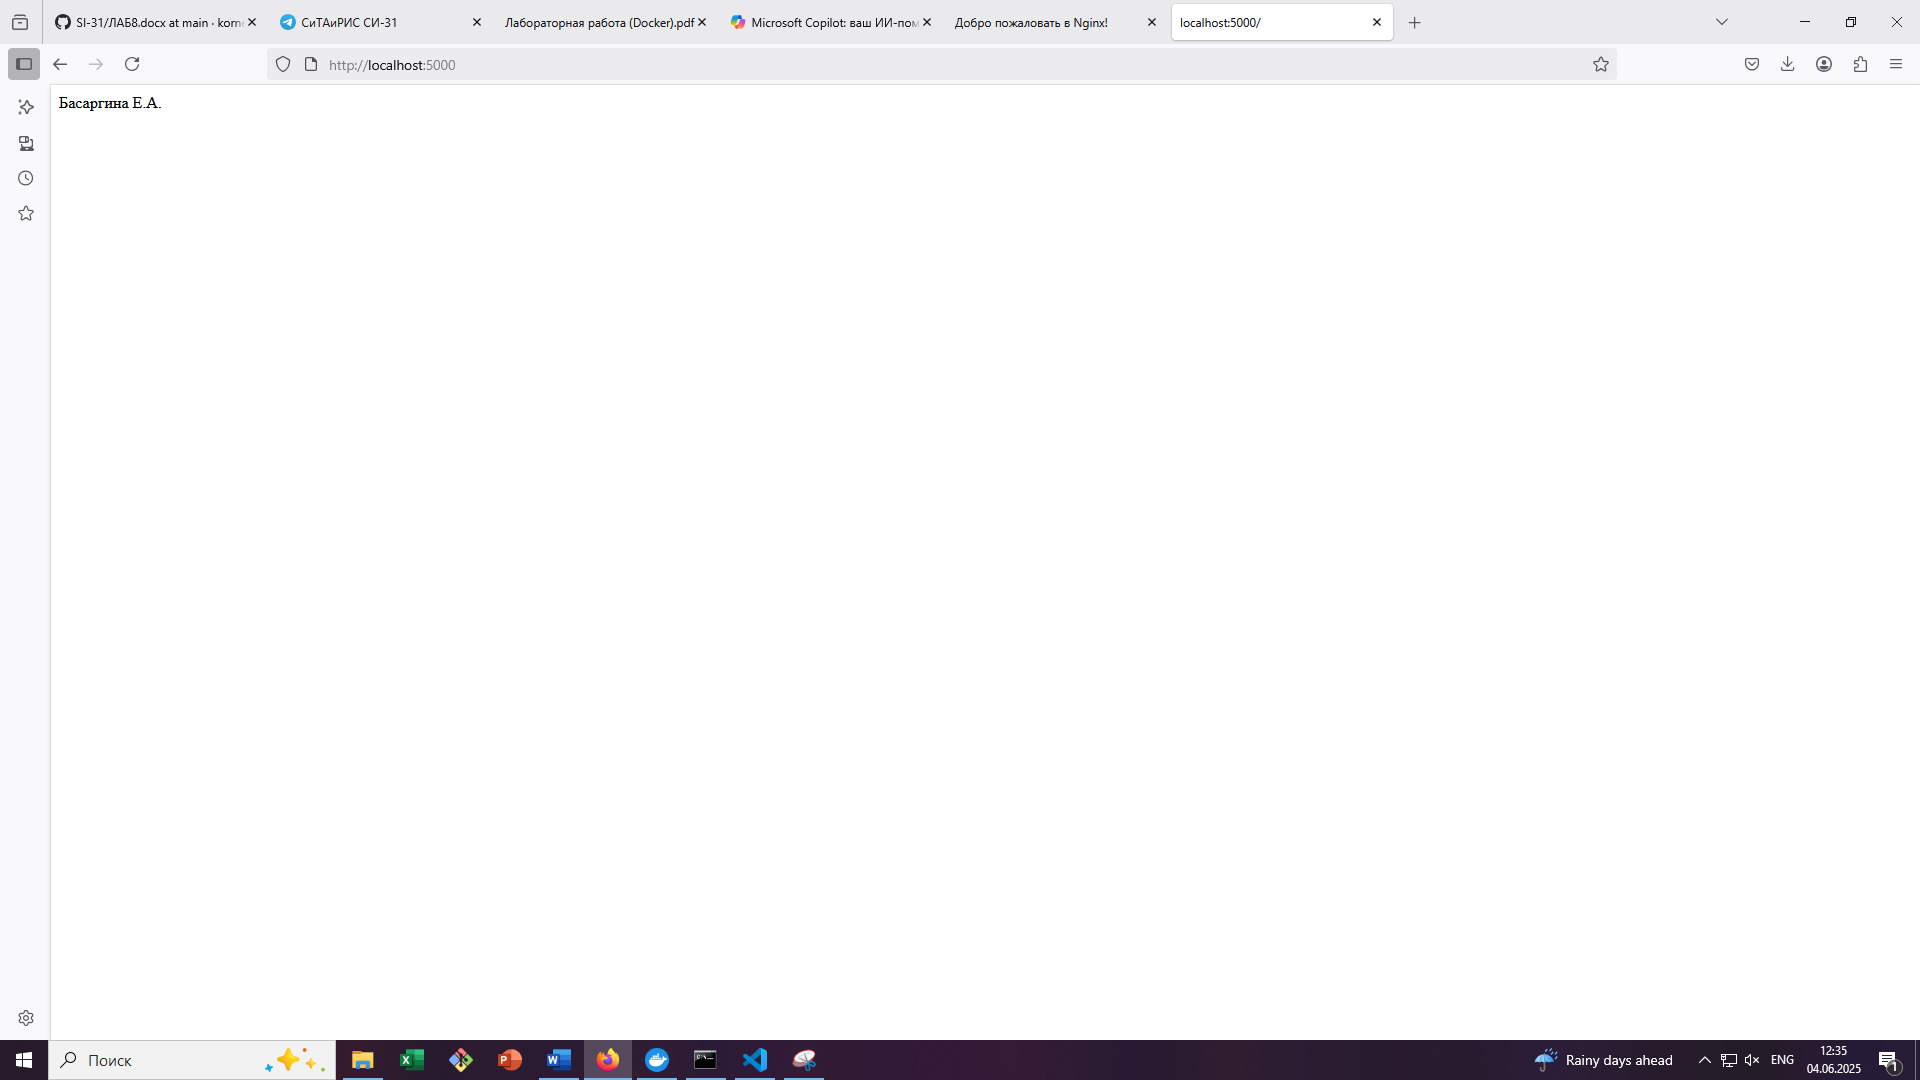 SI-31/ЛАБ8.docx at main · korn
СиТАиРИС СИ-31
Лабораторная работа (Docker).pdf
Microsoft Copilot: ваш ИИ-пом
Добро пожаловать в Nginx!
localhost:5000/
http://localhost:5000
Басаргина Е.А.
Поиск
Rainy days ahead
ENG
12:35
04.06.2025
1